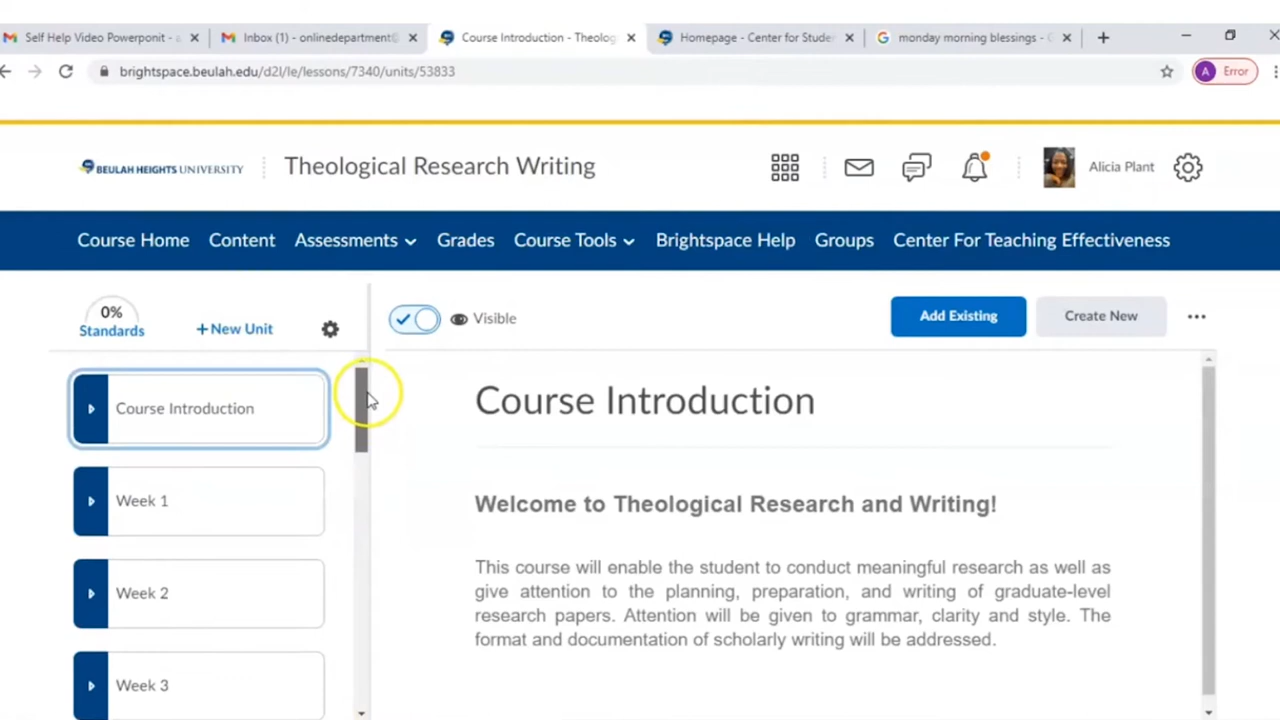 Self Help Video Powerponit - a
Inbox (1) - onlinedepartment@
Course Introduction - Theolog
Homepage - Center for Stude
monday morning blessings - G
brightspace.beulah.edu/d2l/le/lessons/7340/units/53833
A Error
BEULAH HEIGHTS UNIVERSITY
Theological Research Writing
Alicia Plant
Course Home Content Assessments Grades Course Tools Brightspace Help Groups Center For Teaching Effectiveness
0%
Standards
+ New Unit
Visible
Add Existing
Create New
Course Introduction
Week 1
Week 2
Week 3
Course Introduction
Welcome to Theological Research and Writing!
This course will enable the student to conduct meaningful research as well as
give attention to the planning, preparation, and writing of graduate-level
research papers. Attention will be given to grammar, clarity and style. The
format and documentation of scholarly writing will be addressed.